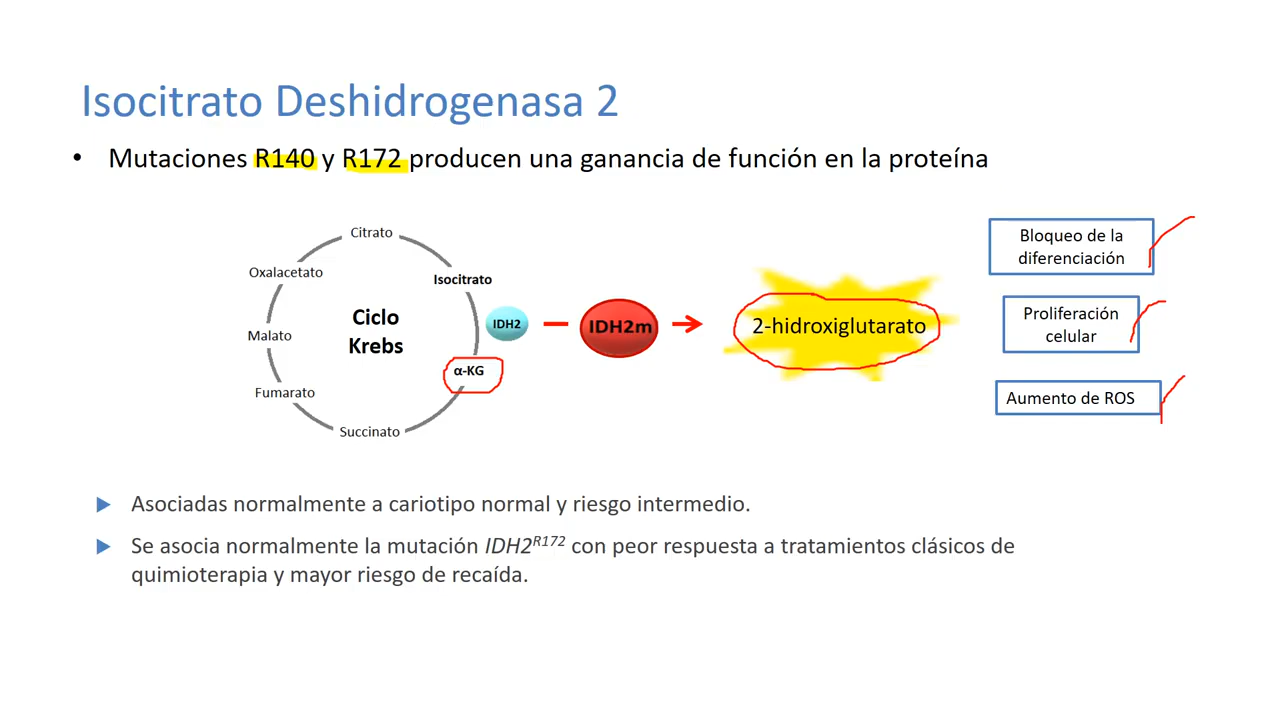 Isocitrato Deshidrogenasa 2
• Mutaciones R140 y R172 producen una ganancia de función en la proteína
Citrato
Oxalacetato
Isocitrato
Malato
Ciclo
Krebs
α-KG
Fumarato
Succinato
IDH2
IDH2m
2-hidroxiglutarato
Bloqueo de la
diferenciación
Proliferación
celular
Aumento de ROS
Asociadas normalmente a cariotipo normal y riesgo intermedio.
Se asocia normalmente la mutación IDH2R172 con peor respuesta a tratamientos clásicos de
quimioterapia y mayor riesgo de recaída.